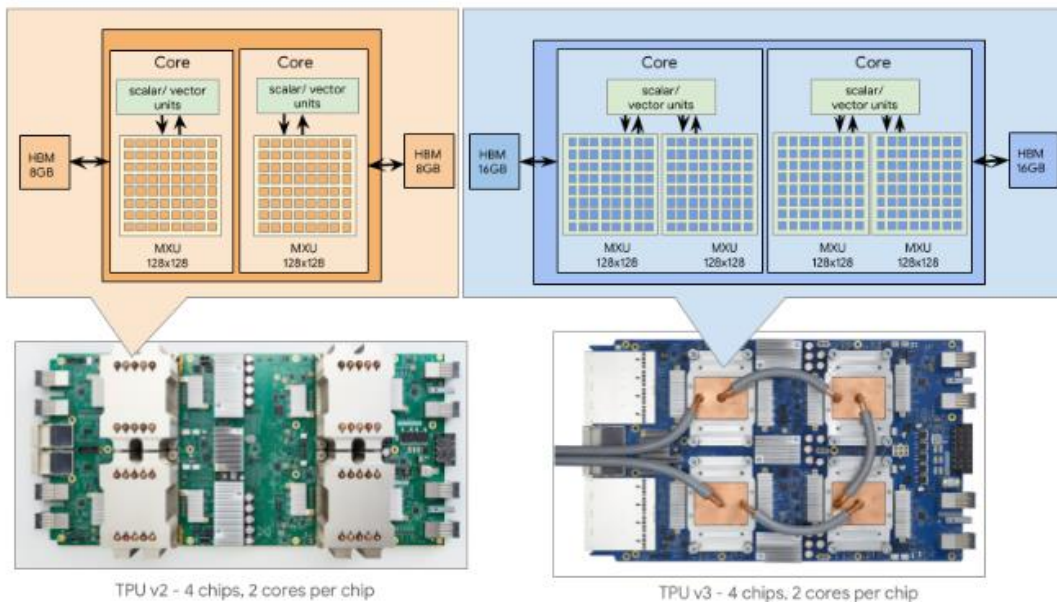 Core
scalar/ vector
units
HBM
8GB
MXU
128x128
Core
scalar/ vector
units
HBM
8GB
MXU
128x128
TPU v2 - 4 chips, 2 cores per chip
HBM
16GB
Core
scalar/
vector units
MXU
128x128
MXU
128x128
Core
scalar/
vector units
MXU
128x128
MXU
128x128
HBM
16GB
TPU v3 - 4 chips, 2 cores per chip